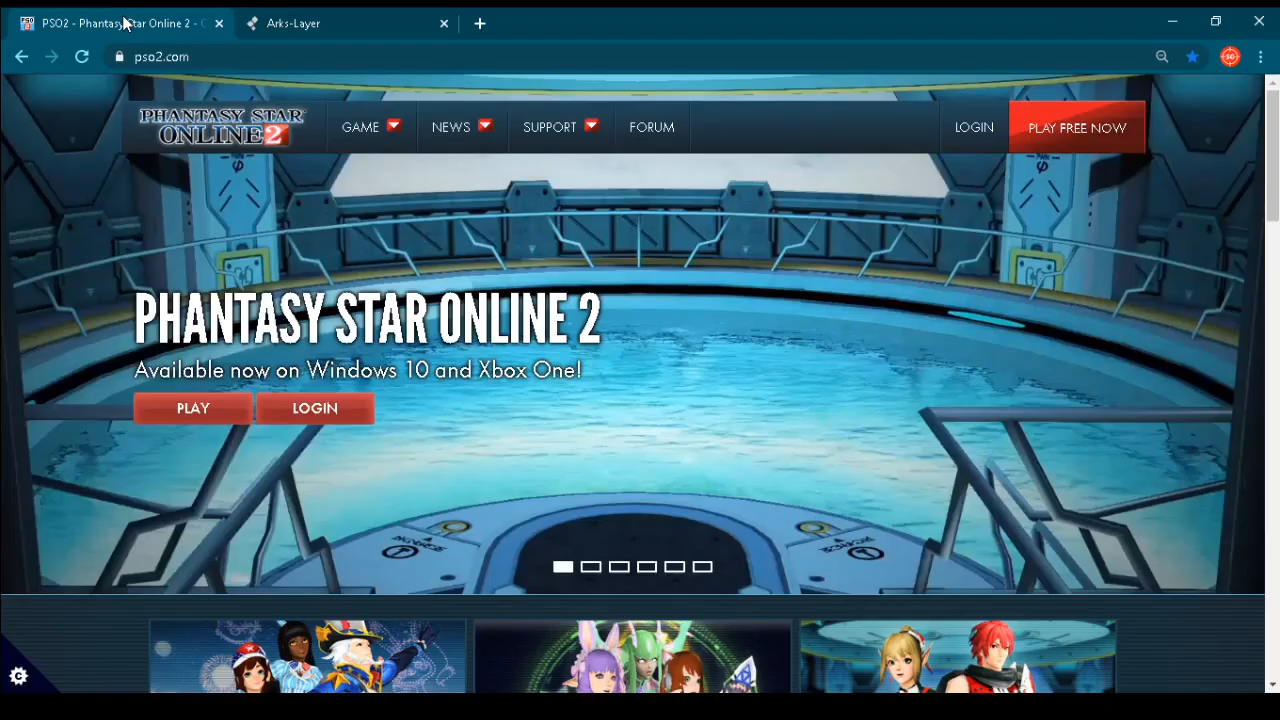 PSO2 - Phantasy Star Online 2 - 
Arks-Layer
pso2.com
PHANTASY STAR
ONLINE 2
GAME
NEWS
SUPPORT
FORUM
LOGIN
PLAY FREE NOW
PHANTASY STAR ONLINE 2
Available now on Windows 10 and Xbox One!
PLAY
LOGIN